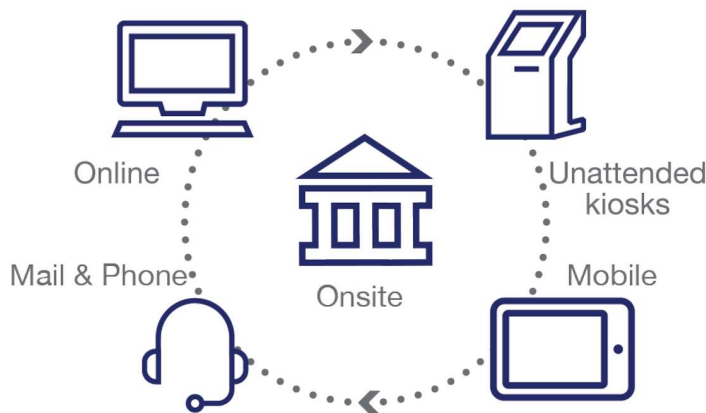 Online
Unattended
kiosks
Mail & Phone
Onsite
Mobile